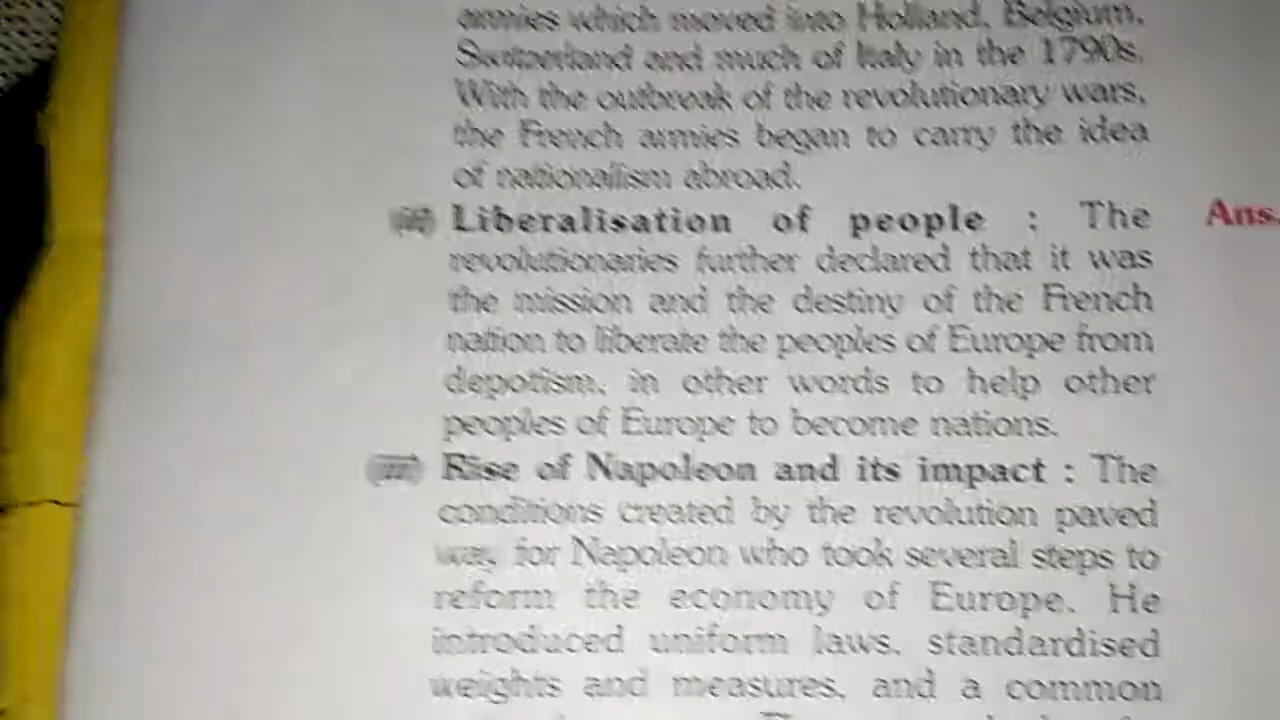 armies which moved into Holland, Belgium,
Switzerland and much of Italy in the 1790s.
With the outbreak of the revolutionary wars,
the French armies began to carry the idea
of nationalism abroad.
Liberalisation of people : The
revolutionaries further declared that it was
the mission and the destiny of the French
nation to liberate the peoples of Europe from
depotism, in other words to help other
peoples of Europe to become nations.
(iii) Rise of Napoleon and its impact : The
conditions created by the revolution paved
way for Napoleon who took several steps to
reform the economy of Europe. He
introduced uniform laws, standardised
weights and measures, and a common
Ans.